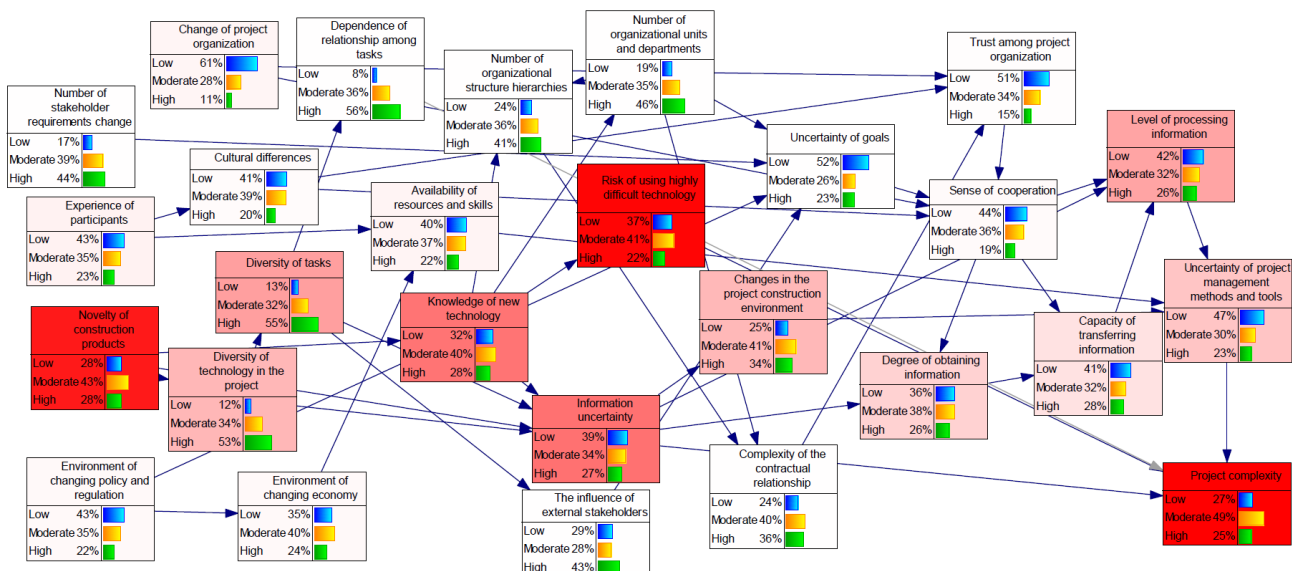 Change of project
organization
Low 61%
Moderate 28%
High 11%
Dependence of
relationship among
tasks
Low 8%
Moderate 36%
High 56%
Number of
organizational
structure hierarchies
Low 24%
Moderate 36%
High 41%
Number of
organizational units
and departments
Low 19%
Moderate 35%
High 46%
Trust among project
organization
Low 51%
Moderate 34%
High 15%
Number of
stakeholder
requirements change
Low 17%
Moderate 39%
High 44%
Cultural differences
Low 41%
Moderate 39%
High 20%
Availability of
resources and skills
Low 40%
Moderate 37%
High 22%
Risk of using highly
difficult technology
Low 37%
Moderate 41%
High 22%
Uncertainty of goals
Low 52%
Moderate 26%
High 23%
Sense of cooperation
Low 44%
Moderate 36%
High 19%
Level of processing
information
Low 42%
Moderate 32%
High 26%
Experience of
participants
Low 43%
Moderate 35%
High 23%
Diversity of tasks
Low 13%
Moderate 32%
High 55%
Knowledge of new
technology
Low 32%
Moderate 40%
High 28%
Changes in the
project construction
environment
Low 25%
Moderate 41%
High 34%
Uncertainty of project
management
methods and tools
Low 47%
Moderate 30%
High 23%
Novelty of
construction
products
Low 28%
Moderate 43%
High 28%
Diversity of
technology in the
project
Low 12%
Moderate 34%
High 53%
Information
uncertainty
Low 39%
Moderate 34%
High 27%
Degree of obtaining
information
Low 36%
Moderate 38%
High 26%
Capacity of
transferring
information
Low 41%
Moderate 32%
High 28%
Environment of
changing policy and
regulation
Low 43%
Moderate 35%
High 22%
Environment of
changing economy
Low 35%
Moderate 40%
High 24%
The influence of
external stakeholders
Low 29%
Moderate 28%
High 43%
Complexity of the
contractual
relationship
Low 24%
Moderate 40%
High 36%
Project complexity
Low 27%
Moderate 49%
High 25%